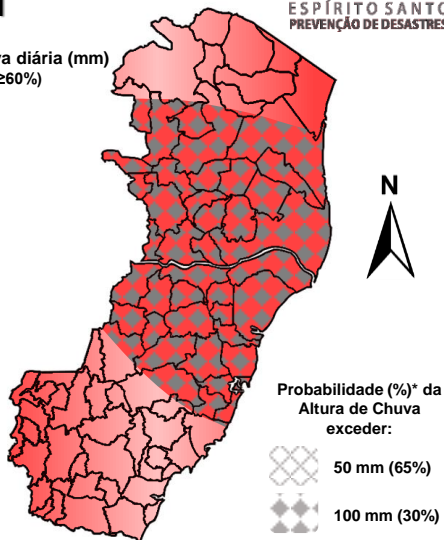 ESPÍRITO SANTO
PREVENÇÃO DE DESASTRES
va diária (mm)
≥60%)
N
Probabilidade (%)* da
Altura de Chuva
exceder:
50 mm (65%)
100 mm (30%)